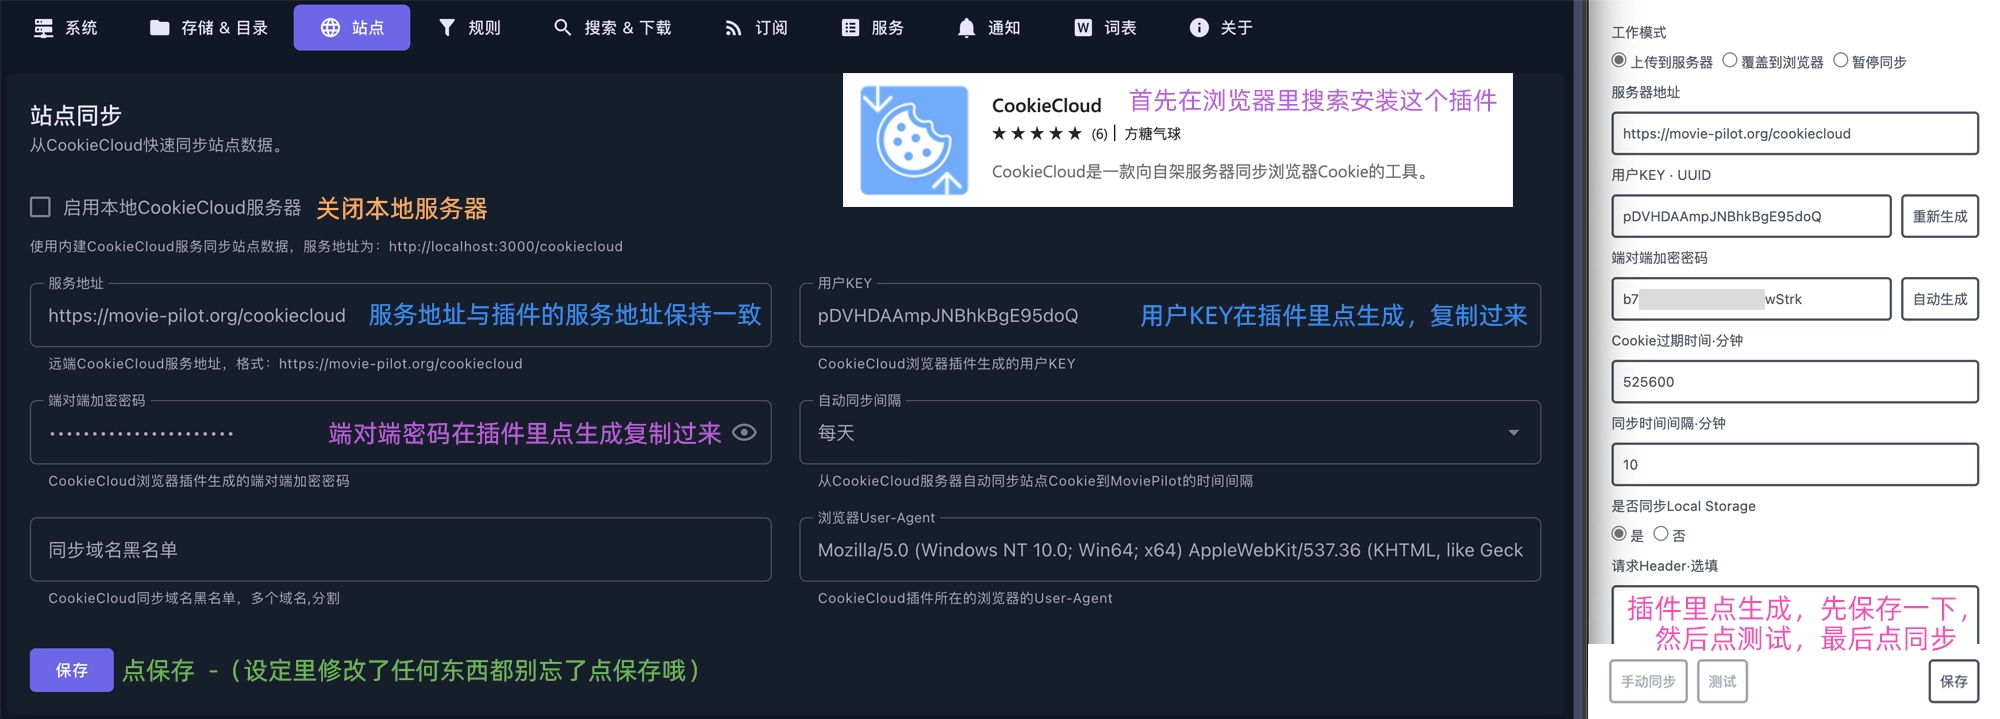 系统 存储 & 目录 站点 规则 搜索 & 下载 订阅 服务 通知 词表 关于
站点同步
从CookieCloud快速同步站点数据。
CookieCloud 首先在浏览器里搜索安装这个插件
★ ★ ★ ★ ★ (6) | 方糖气球
CookieCloud是一款向自架服务器同步浏览器Cookie的工具。
启用本地CookieCloud服务器 关闭本地服务器
使用内建CookieCloud服务同步站点数据，服务地址为：http://localhost:3000/cookiecloud
服务地址
https://movie-pilot.org/cookiecloud 服务地址与插件的服务地址保持一致
远端CookieCloud服务地址，格式：https://movie-pilot.org/cookiecloud
用户KEY
pDVHDAAmpJNBhkBgE95doQ 用户KEY在插件里点生成，复制过来
CookieCloud浏览器插件生成的用户KEY
端对端加密密码
•••••••••••••••••••••• 端对端密码在插件里点生成复制过来
CookieCloud浏览器插件生成的端对端加密密码
自动同步间隔
每天
从CookieCloud服务器自动同步站点Cookie到MoviePilot的时间间隔
同步域名黑名单
CookieCloud同步域名黑名单，多个域名,分割
浏览器User-Agent
Mozilla/5.0 (Windows NT 10.0; Win64; x64) AppleWebKit/537.36 (KHTML, like Geck
CookieCloud插件所在的浏览器的User-Agent
保存 点保存 -（设定里修改了任何东西都别忘了点保存哦）
工作模式
上传到服务器 覆盖到浏览器 暂停同步
服务器地址
https://movie-pilot.org/cookiecloud
用户KEY · UUID
pDVHDAAmpJNBhkBgE95doQ 重新生成
端对端加密密码
b7 wStrk 自动生成
Cookie过期时间·分钟
525600
同步时间间隔·分钟
10
是否同步Local Storage
是 否
请求Header·选填
插件里点生成，先保存一下，
然后点测试，最后点同步
手动同步 测试 保存